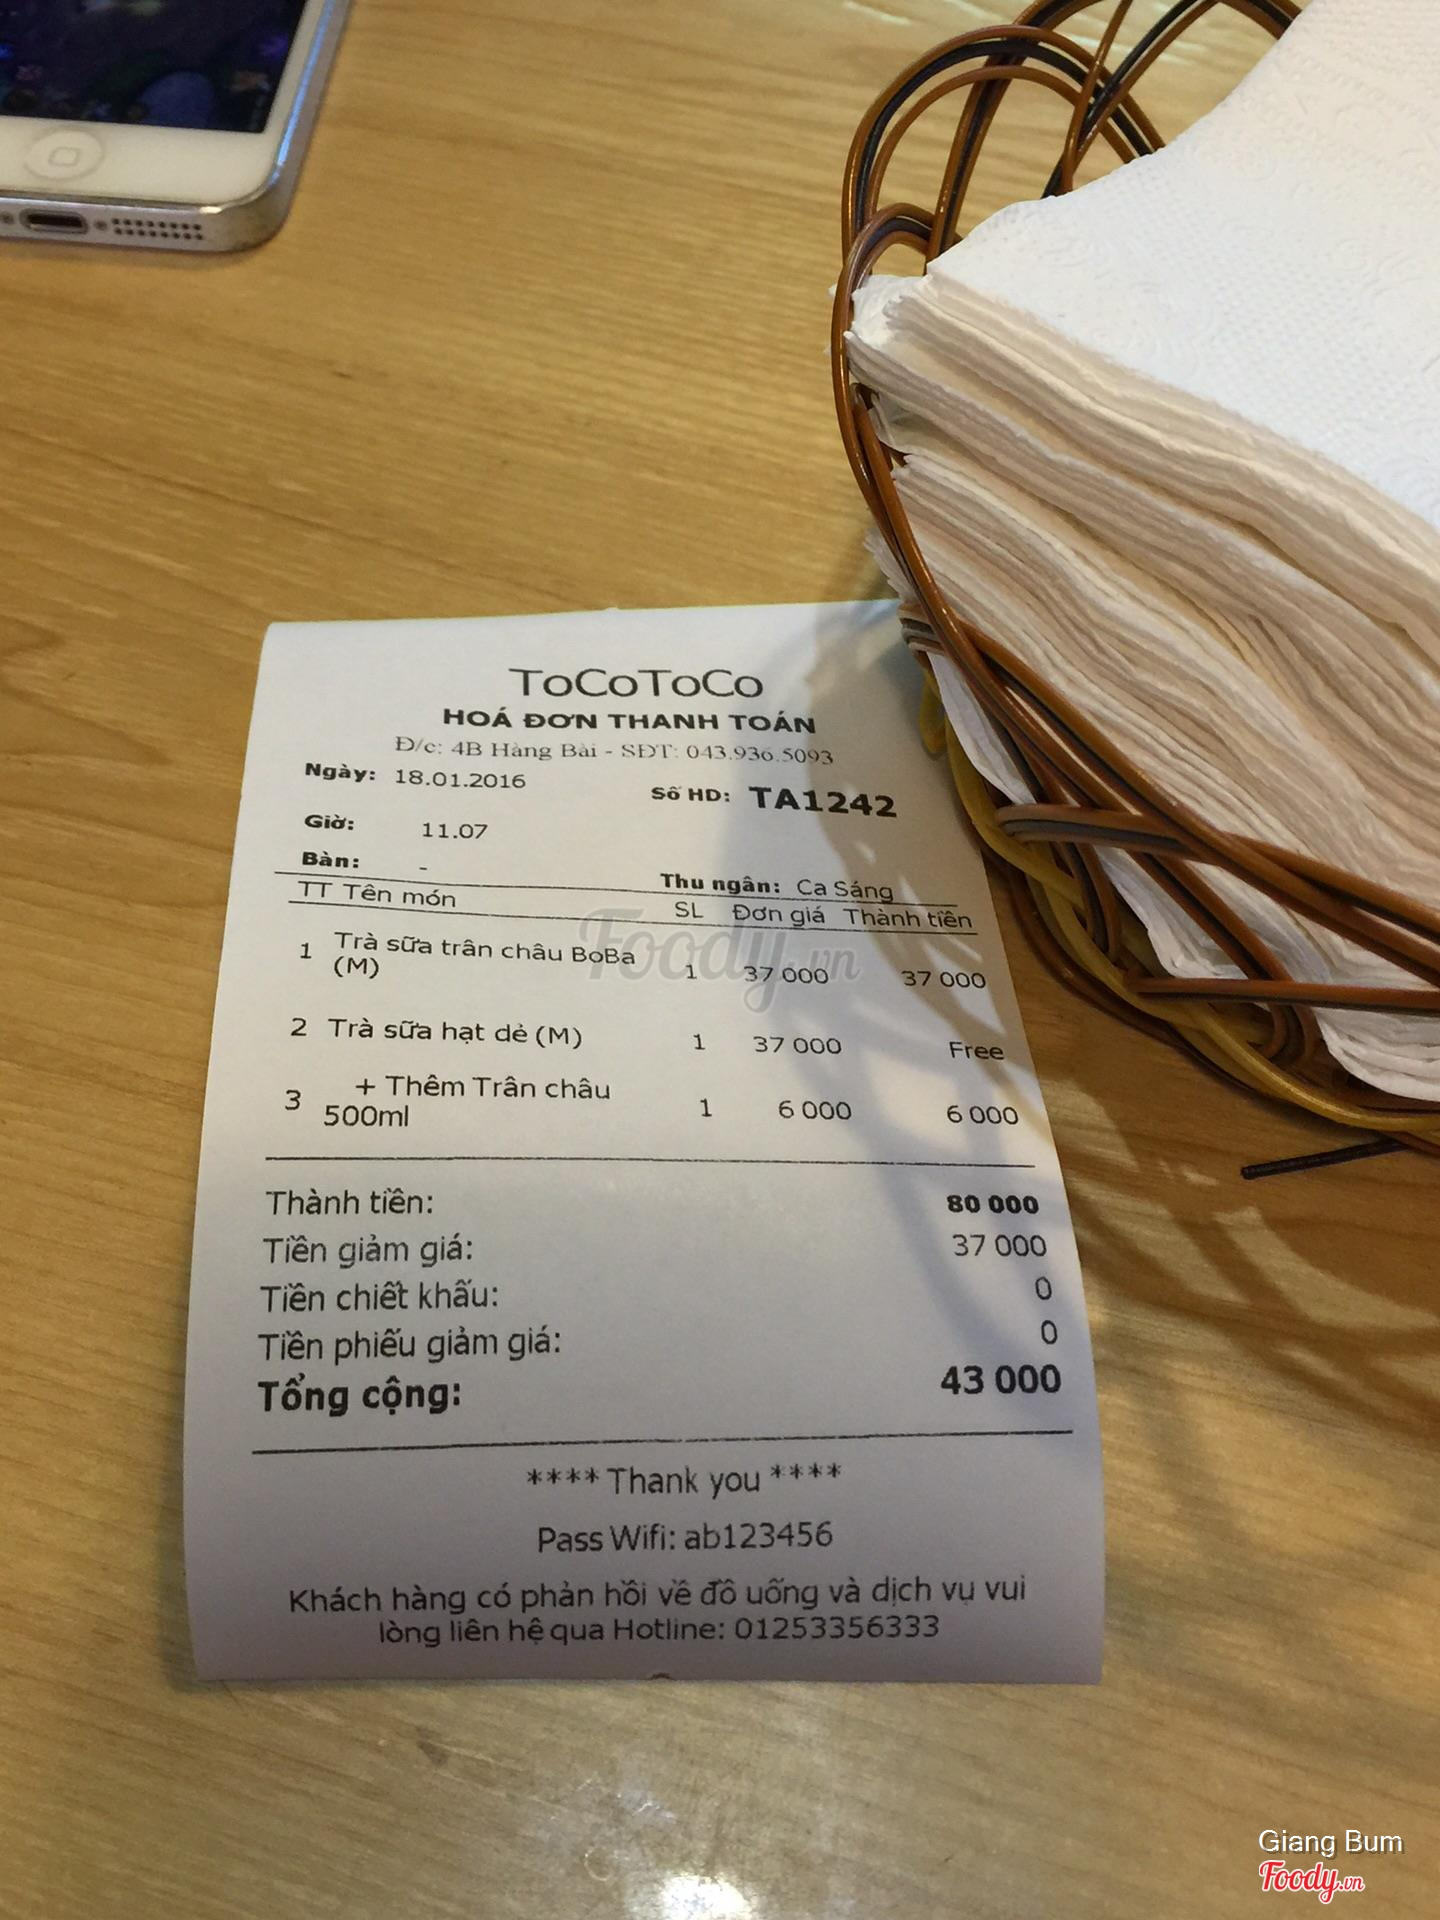 ToCoToCo
HOÁ ĐƠN THANH TOÁN
Đ/c: 4B Hàng Bài - SĐT: 043.936.5093
Ngày: 18.01.2016 Số HD: TA1242
Giờ: 11.07
Bàn: - Thu ngân: Ca Sáng
TT Tên món SL Đơn giá Thành tiền
1 Trà sữa trân châu BoBa (M) 1 37 000 37 000
2 Trà sữa hạt dẻ (M) 1 37 000 Free
3 + Thêm Trân châu 500ml 1 6 000 6 000
Thành tiền: 80 000
Tiền giảm giá: 37 000
Tiền chiết khấu: 0
Tiền phiếu giảm giá: 0
Tổng cộng: 43 000
**** Thank you ****
Pass Wifi: ab123456
Khách hàng có phản hồi về đồ uống và dịch vụ vui
lòng liên hệ qua Hotline: 01253356333
Foody.vn
Giang Bum
Foody.vn